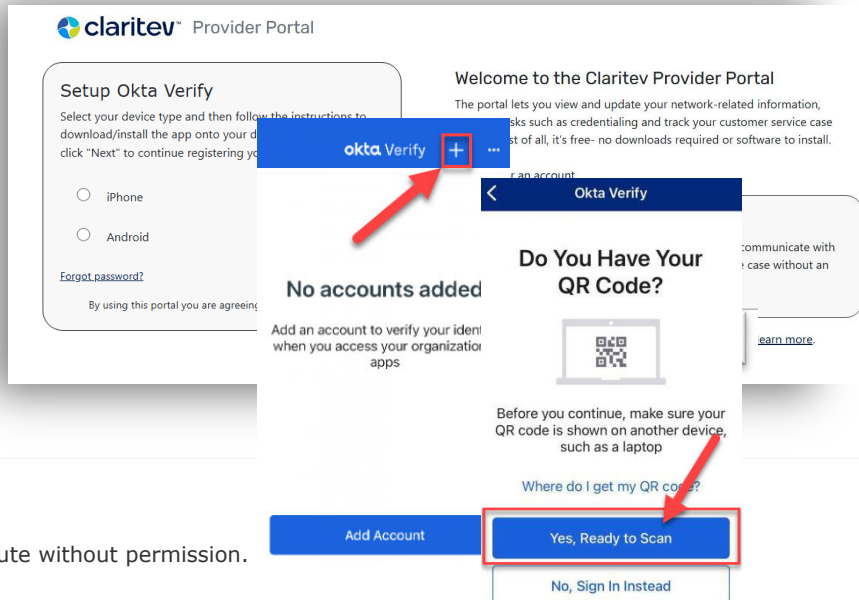 claritev™ Provider Portal
Setup Okta Verify
Select your device type and then follow the instructions to
download/install the app onto your d
click "Next" to continue registering yo
iPhone
Android
Forgot password?
By using this portal you are agreeing
Welcome to the Claritev Provider Portal
The portal lets you view and update your network-related information,
sks such as credentialing and track your customer service case
st of all, it's free- no downloads required or software to install.
r an account
communicate with
case without an
earn more.
okta Verify + ...
No accounts added
Add an account to verify your ident
when you access your organization
apps
Add Account
Okta Verify
Do You Have Your
QR Code?
Before you continue, make sure your
QR code is shown on another device,
such as a laptop
Where do I get my QR code?
Yes, Ready to Scan
No, Sign In Instead
ute without permission.